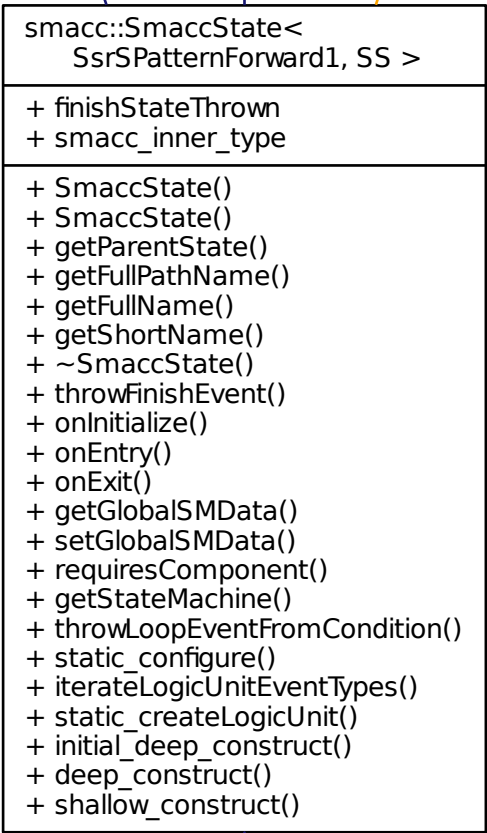 smacc::SmaccState<
SsrSPatternForward1, SS >
+ finishStateThrown
+ smacc_inner_type
+ SmaccState()
+ SmaccState()
+ getParentState()
+ getFullPathName()
+ getFullName()
+ getShortName()
+ ~SmaccState()
+ throwFinishEvent()
+ onInitialize()
+ onEntry()
+ onExit()
+ getGlobalSMData()
+ setGlobalSMData()
+ requiresComponent()
+ getStateMachine()
+ throwLoopEventFromCondition()
+ static_configure()
+ iterateLogicUnitEventTypes()
+ static_createLogicUnit()
+ initial_deep_construct()
+ deep_construct()
+ shallow_construct()